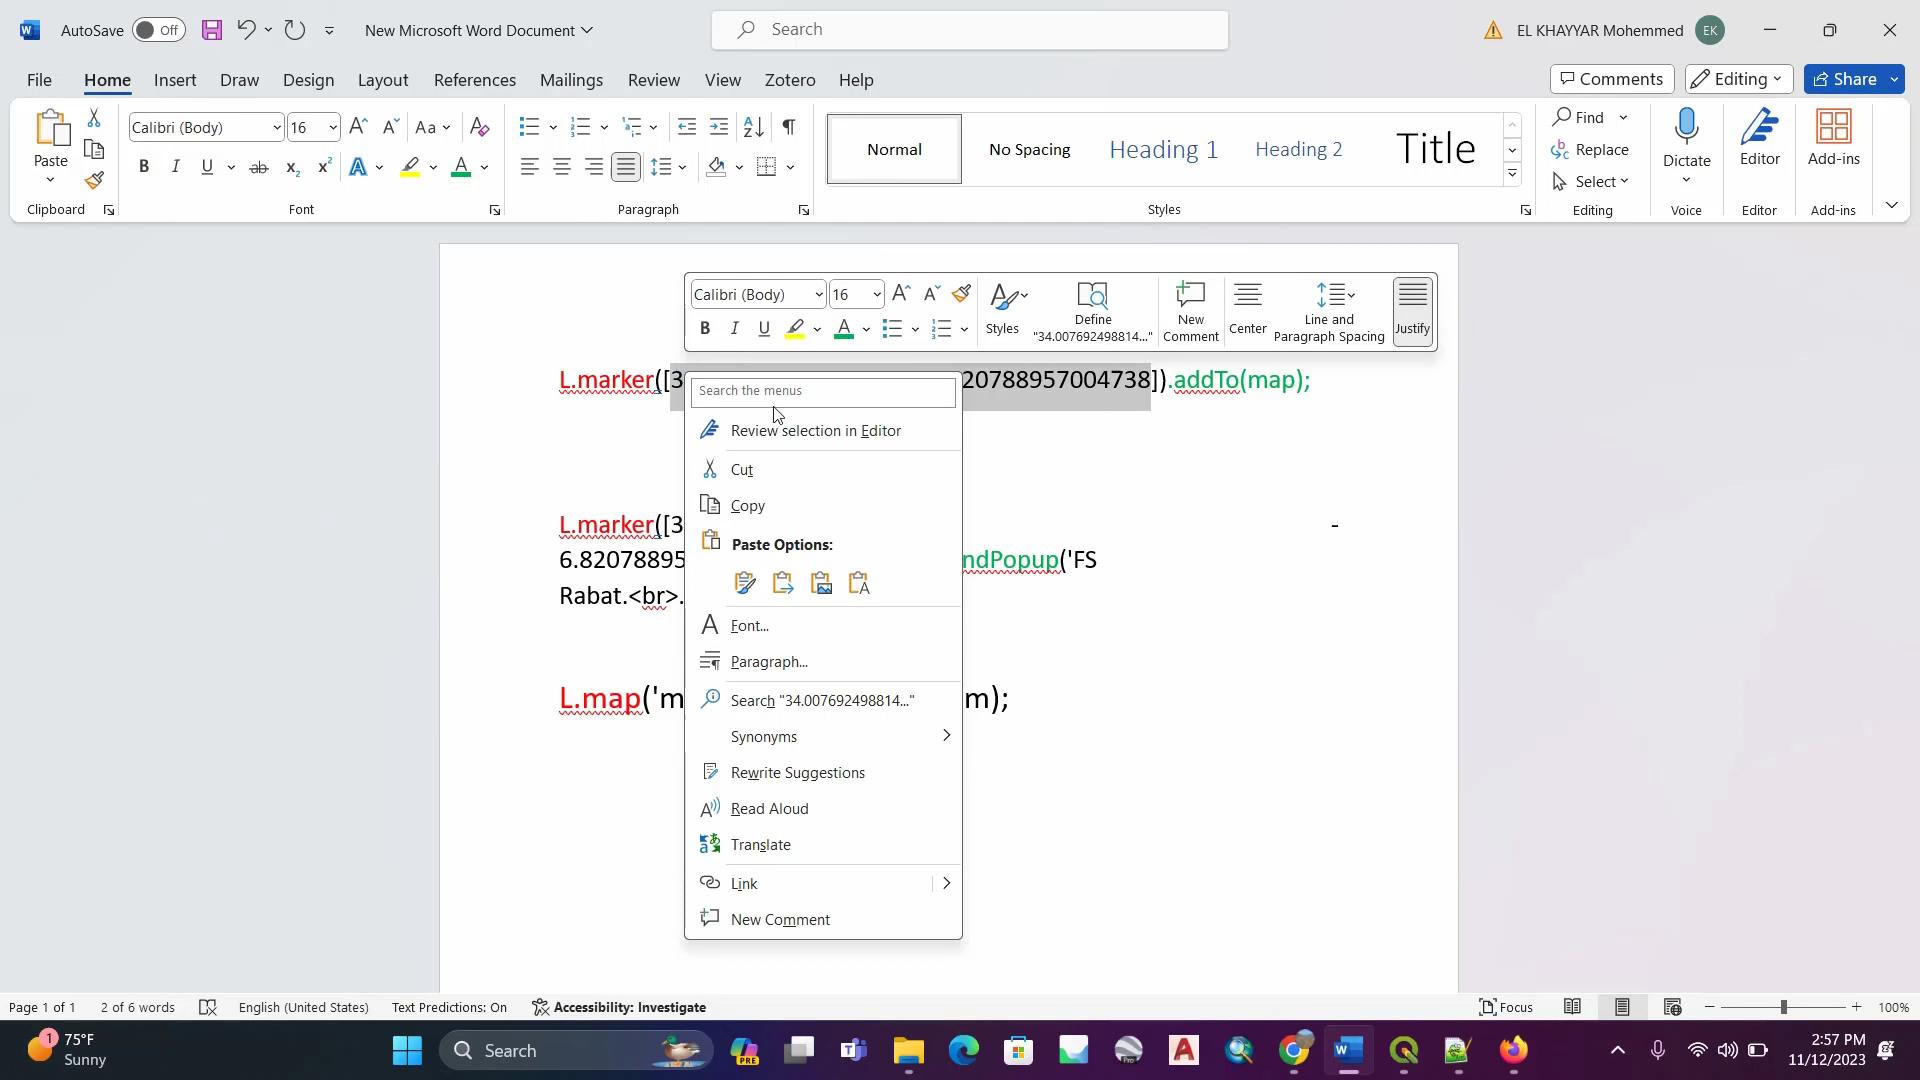 AutoSave Off New Microsoft Word Document Search EL KHAYYAR Mohemmed EK
File Home Insert Draw Design Layout References Mailings Review View Zotero Help Comments Editing Share
Paste Calibri (Body) 16 Aa Normal No Spacing Heading 1 Heading 2 Title Find Replace Select Dictate Editor Add-ins
Clipboard Font Paragraph Styles Editing Voice Editor Add-ins
Calibri (Body) 16 Styles Define "34.007692498814..." New Comment Center Line and Paragraph Spacing Justify
L.marker([3 20788957004738]).addTo(map);
Search the menus
Review selection in Editor
Cut
Copy
L.marker([3 -
Paste Options:
6.82078895 ndPopup('FS
Rabat.<br>.
Font...
Paragraph...
L.map('m m);
Search "34.007692498814..."
Synonyms
Rewrite Suggestions
Read Aloud
Translate
Link
New Comment
Page 1 of 1 2 of 6 words English (United States) Text Predictions: On Accessibility: Investigate Focus 100%
1 75°F Sunny Search PRE 2:57 PM 11/12/2023